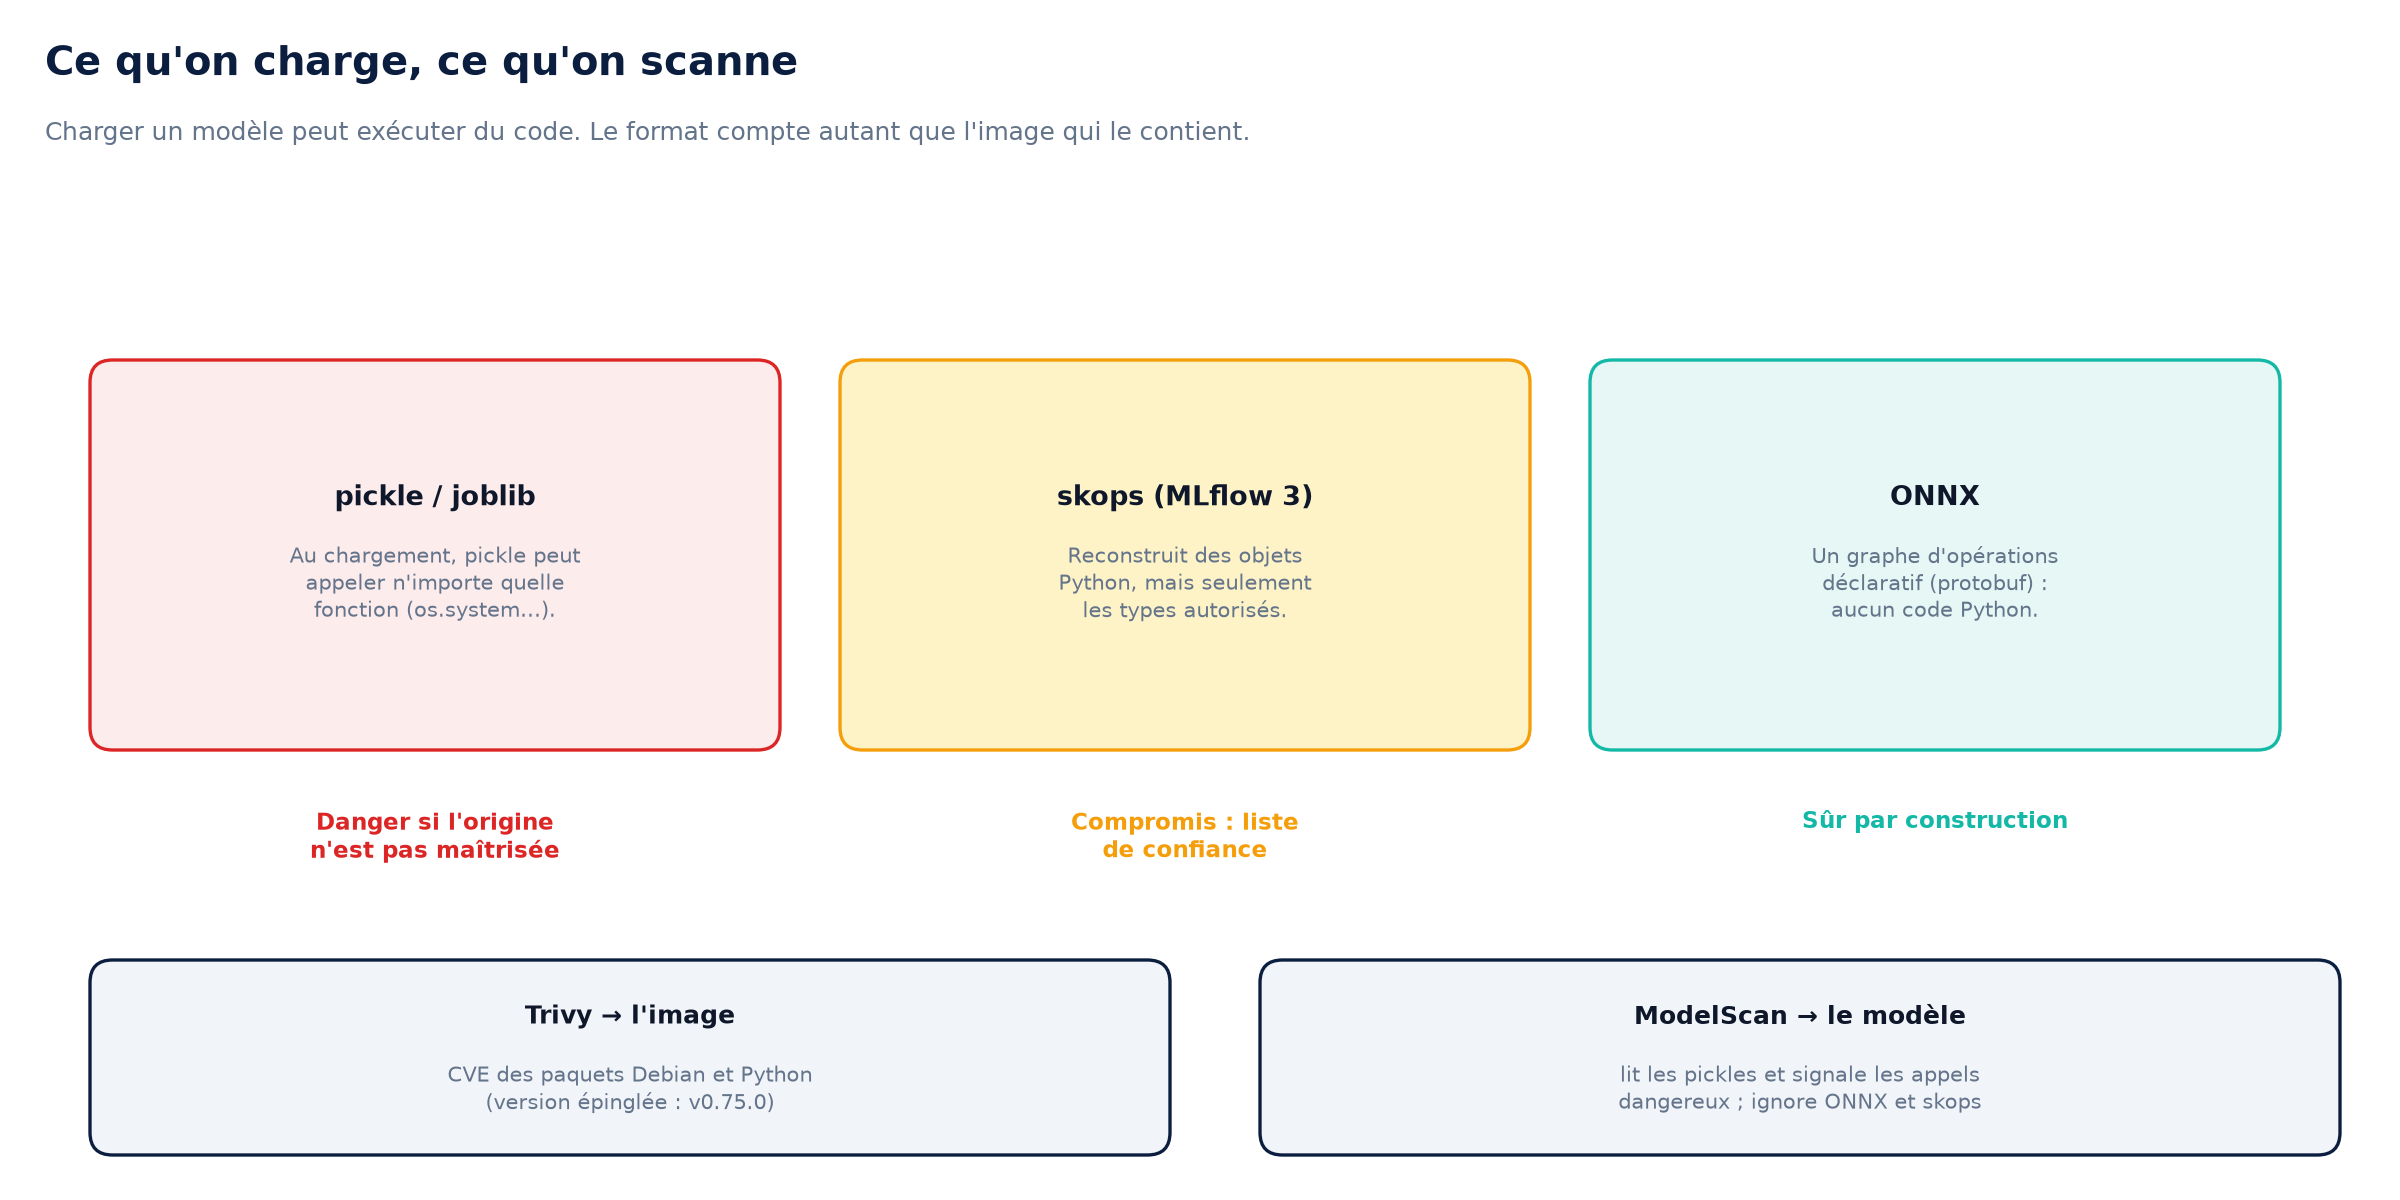 Ce qu'on charge, ce qu'on scanne
Charger un modèle peut exécuter du code. Le format compte autant que l'image qui le contient.
pickle / joblib
Au chargement, pickle peut
appeler n'importe quelle
fonction (os.system…).
Danger si l'origine
n'est pas maîtrisée
skops (MLflow 3)
Reconstruit des objets
Python, mais seulement
les types autorisés.
Compromis : liste
de confiance
ONNX
Un graphe d'opérations
déclaratif (protobuf) :
aucun code Python.
Sûr par construction
Trivy → l'image
CVE des paquets Debian et Python
(version épinglée : v0.75.0)
ModelScan → le modèle
lit les pickles et signale les appels
dangereux ; ignore ONNX et skops